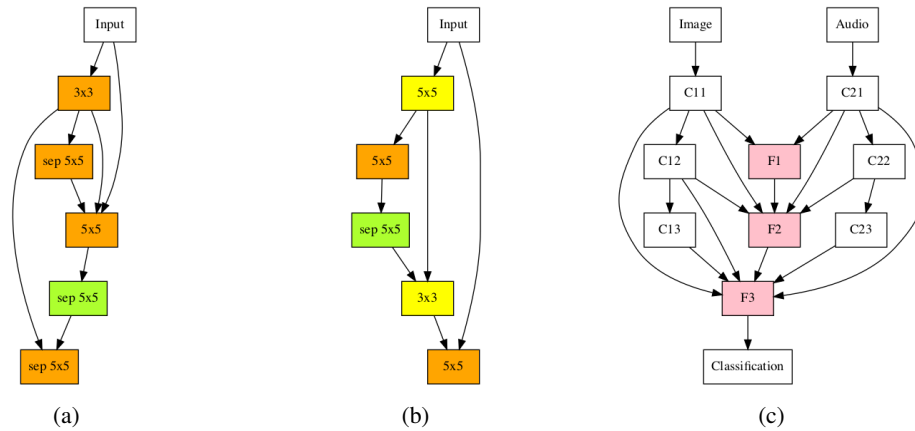 Input
3x3
sep 5x5
5x5
sep 5x5
sep 5x5
(a)
Input
5x5
5x5
sep 5x5
3x3
5x5
(b)
Image
Audio
C11
C21
C12
F1
C22
C13
F2
C23
F3
Classification
(c)